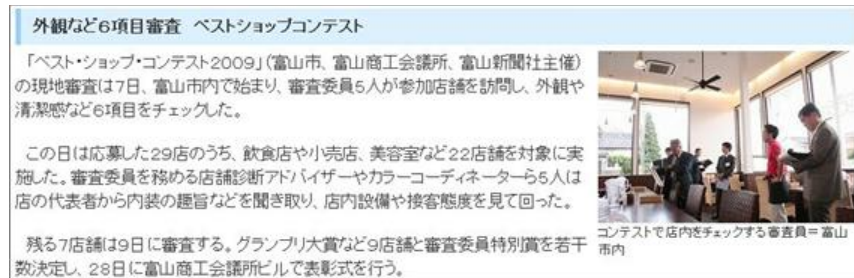 外観など６項目審査　ベストショップコンテスト
「ベスト・ショップ・コンテスト2009」(富山市、富山商工会議所、富山新聞社主催)
の現地審査は7日、富山市内で始まり、審査委員5人が参加店舗を訪問し、外観や
清潔感など6項目をチェックした。
この日は応募した29店のうち、飲食店や小売店、美容室など22店舗を対象に実
施した。審査委員を務める店舗診断アドバイザーやカラーコーディネーターら5人は
店の代表者から内装の趣旨などを聞き取り、店内設備や接客態度を見て回った。
残る7店舗は9日に審査する。グランプリ大賞など9店舗と審査委員特別賞を若干
数決定し、28日に富山商工会議所ビルで表彰式を行う。
コンテストで店内をチェックする審査員＝富山
市内